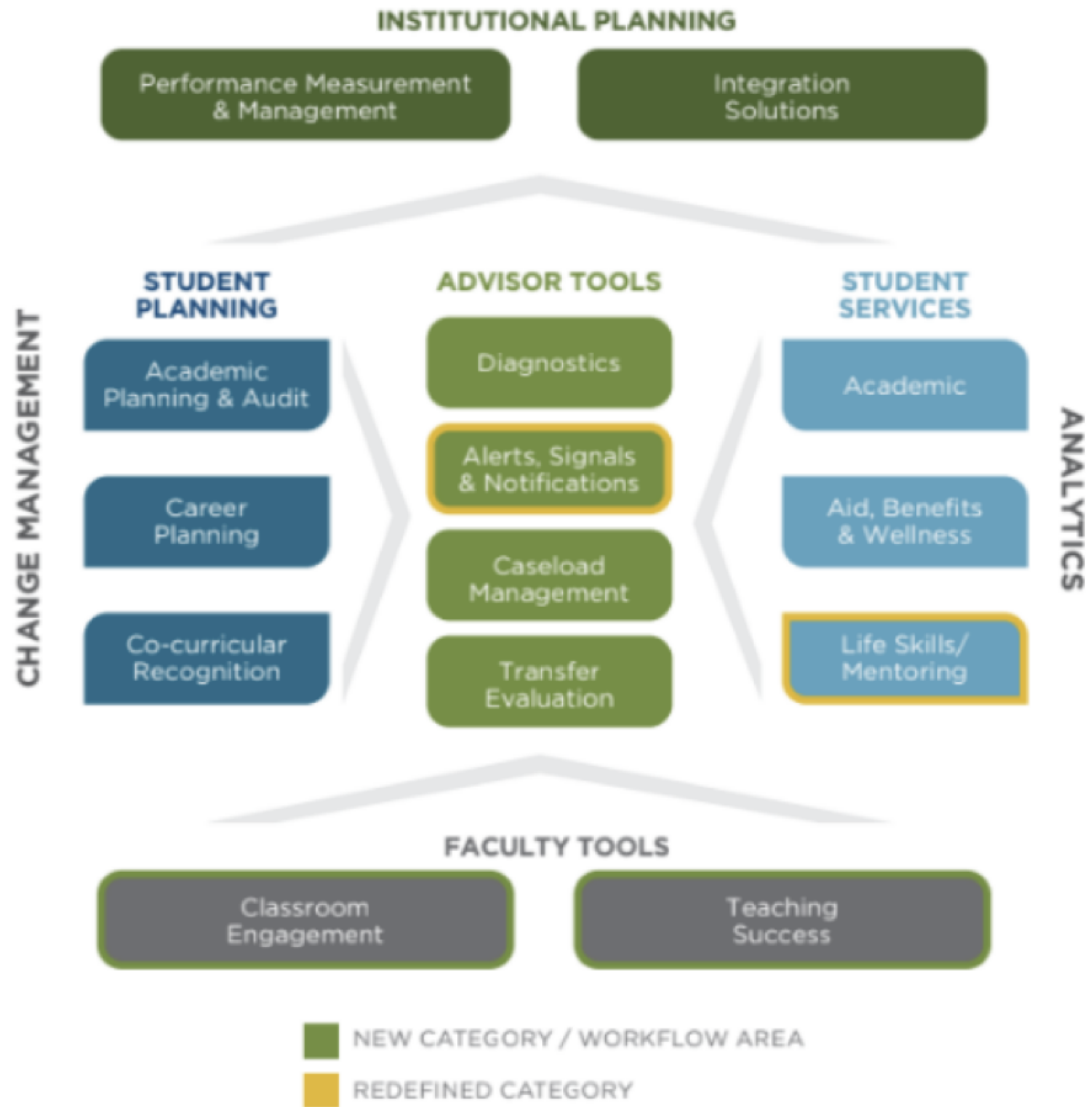 INSTITUTIONAL PLANNING
Performance Measurement
& Management
Integration
Solutions
CHANGE MANAGEMENT
STUDENT
PLANNING
Academic
Planning & Audit
Career
Planning
Co-curricular
Recognition
ADVISOR TOOLS
Diagnostics
Alerts, Signals
& Notifications
Caseload
Management
Transfer
Evaluation
STUDENT
SERVICES
Academic
Aid, Benefits
& Wellness
Life Skills/
Mentoring
ANALYTICS
FACULTY TOOLS
Classroom
Engagement
Teaching
Success
NEW CATEGORY / WORKFLOW AREA
REDEFINED CATEGORY